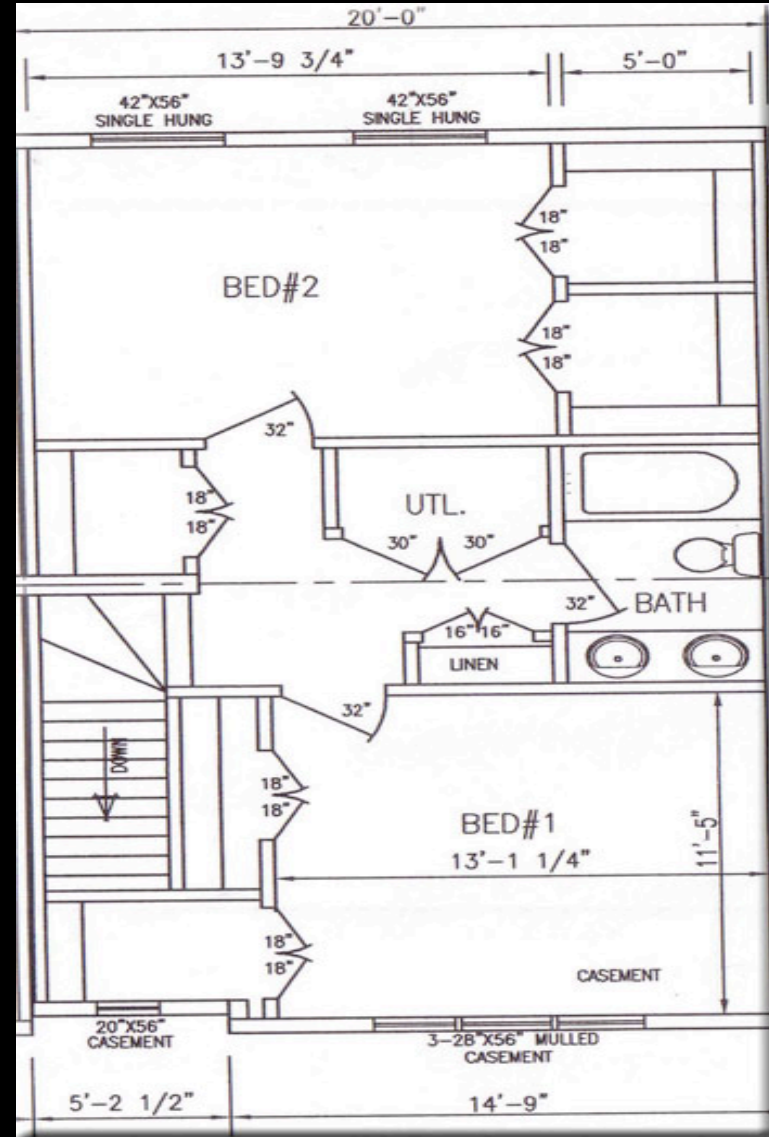 20'-0"
13'-9 3/4"
5'-0"
42"X56"
SINGLE HUNG
42"X56"
SINGLE HUNG
18"
18"
BED#2
18"
18"
32"
18"
18"
UTL.
30" 30"
32"
BATH
16" 16"
LINEN
32"
DOWN
18"
18"
BED#1
13'-1 1/4"
11'-5"
18"
18"
CASEMENT
20"X56"
CASEMENT
3-28"X56" MULLED
CASEMENT
5'-2 1/2"
14'-9"